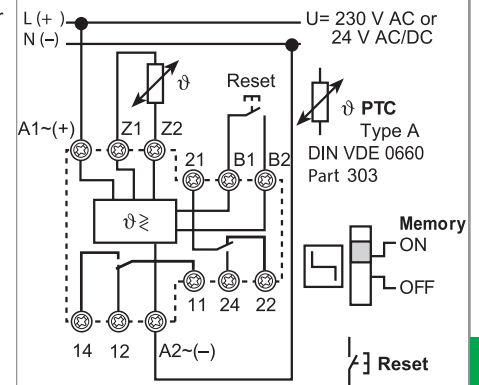 r
L (+)
U= 230 V AC or
N (–)
24 V AC/DC
ϑ
Reset
ϑ PTC
Type A
DIN VDE 0660
Part 303
A1~(+) Z1 Z2
21 B1 B2
ϑ ≷
Memory
ON
OFF
11 24 22
14 12 A2~(–)
Reset